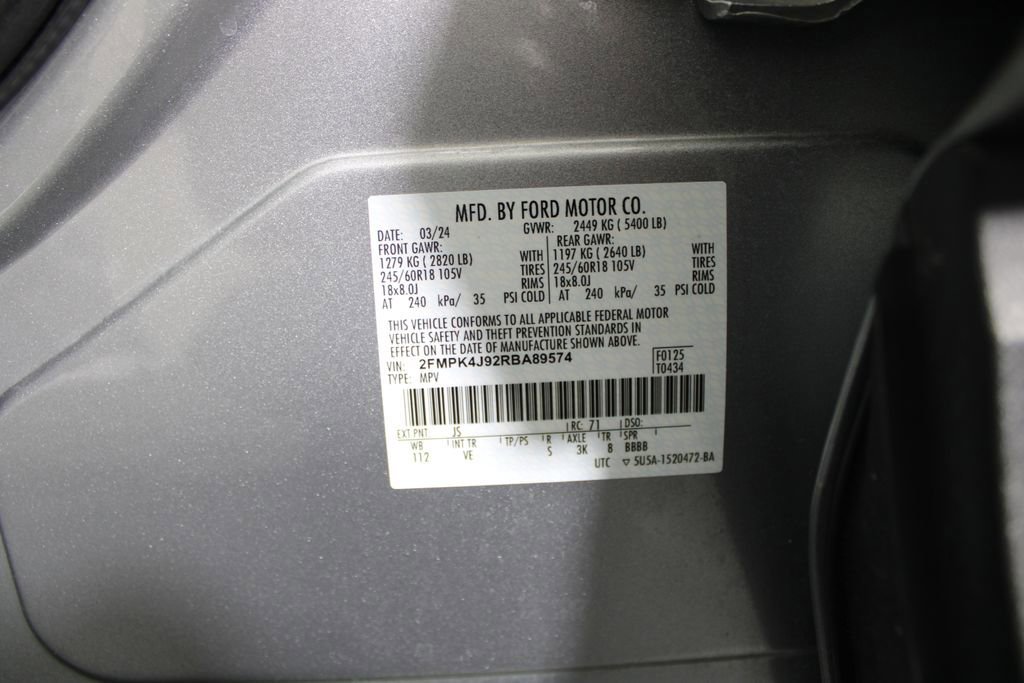 MFD. BY FORD MOTOR CO.
DATE: 03/24 GVWR: 2449 KG ( 5400 LB)
FRONT GAWR: REAR GAWR:
1279 KG ( 2820 LB) WITH 1197 KG ( 2640 LB) WITH
245/60R18 105V TIRES 245/60R18 105V TIRES
18x8.0J RIMS 18x8.0J RIMS
AT 240 kPa/ 35 PSI COLD AT 240 kPa/ 35 PSI COLD
THIS VEHICLE CONFORMS TO ALL APPLICABLE FEDERAL MOTOR
VEHICLE SAFETY AND THEFT PREVENTION STANDARDS IN
EFFECT ON THE DATE OF MANUFACTURE SHOWN ABOVE.
VIN: 2FMPK4J92RBA89574 F0125
TYPE: MPV T0434
EXT PNT: JS RC: 71 DSO:
WB INT TR TP/PS R AXLE TR SPR
112 VE S 3K 8 BBBB
UTC ▽ 5U5A-1520472-BA